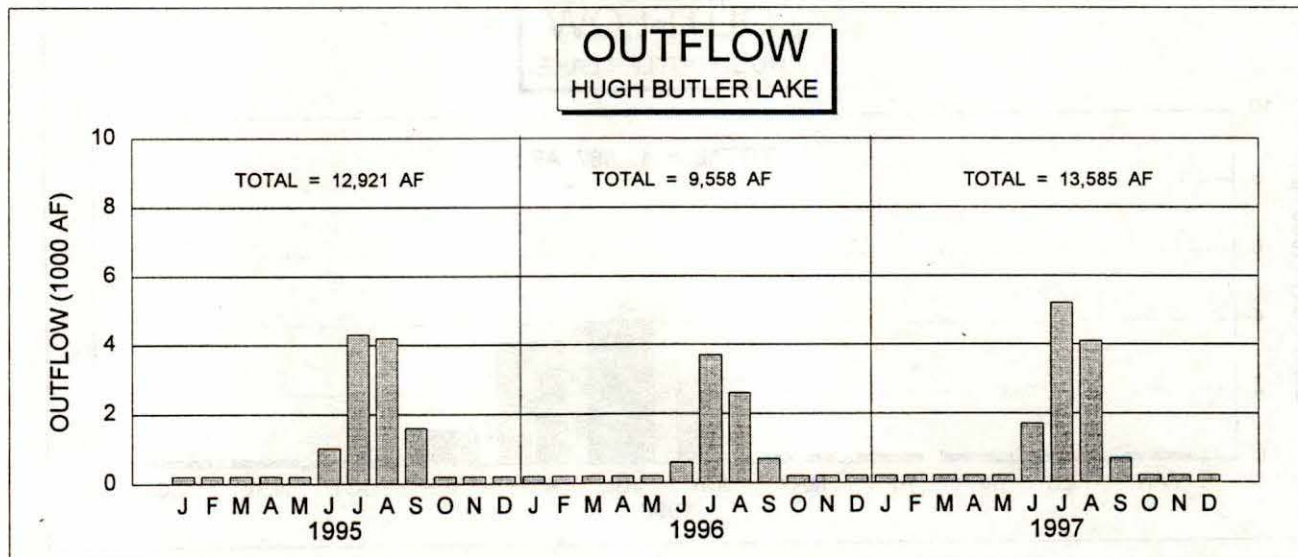 OUTFLOW
HUGH BUTLER LAKE
OUTFLOW (1000 AF)
10
8
6
4
2
0
TOTAL = 12,921 AF
TOTAL = 9,558 AF
TOTAL = 13,585 AF
J F M A M J J A S O N D J F M A M J J A S O N D J F M A M J J A S O N D
1995 1996 1997